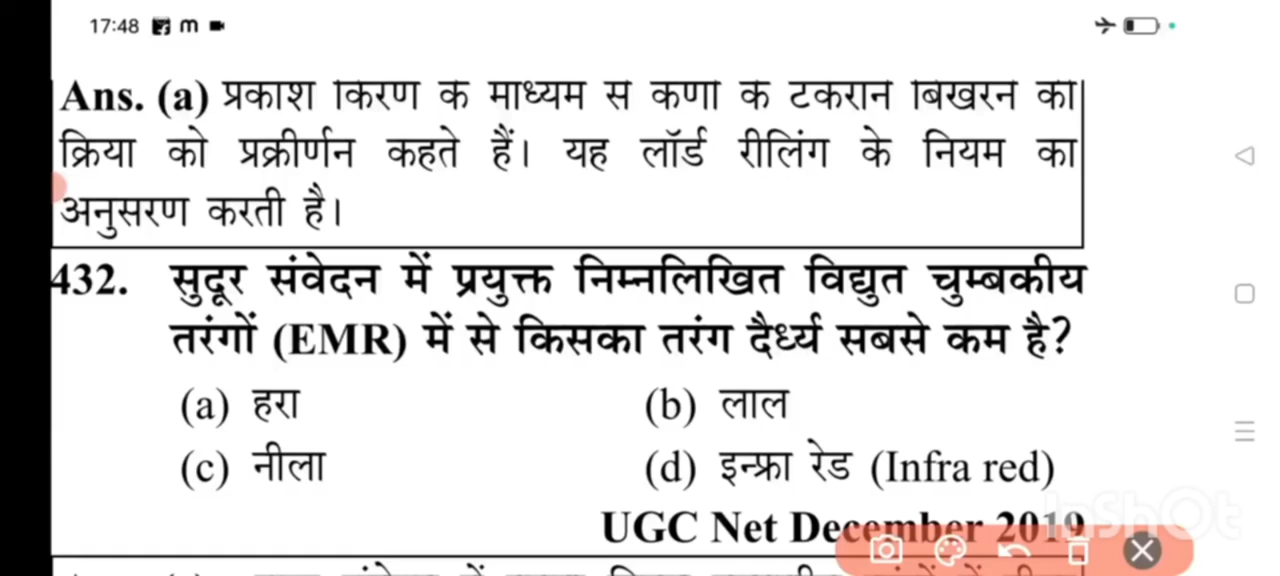 17:48
Ans. (a) प्रकाश किरण के माध्यम से कणों के टकराने बिखरने की
क्रिया को प्रक्रीर्णन कहते हैं। यह लॉर्ड रीलिंग के नियम का
अनुसरण करती है।
432. सुदूर संवेदन में प्रयुक्त निम्नलिखित विद्युत चुम्बकीय
तरंगों (EMR) में से किसका तरंग दैर्ध्य सबसे कम है?
(a) हरा (b) लाल
(c) नीला (d) इन्फ्रा रेड (Infra red)
UGC Net December 2019
InShOt